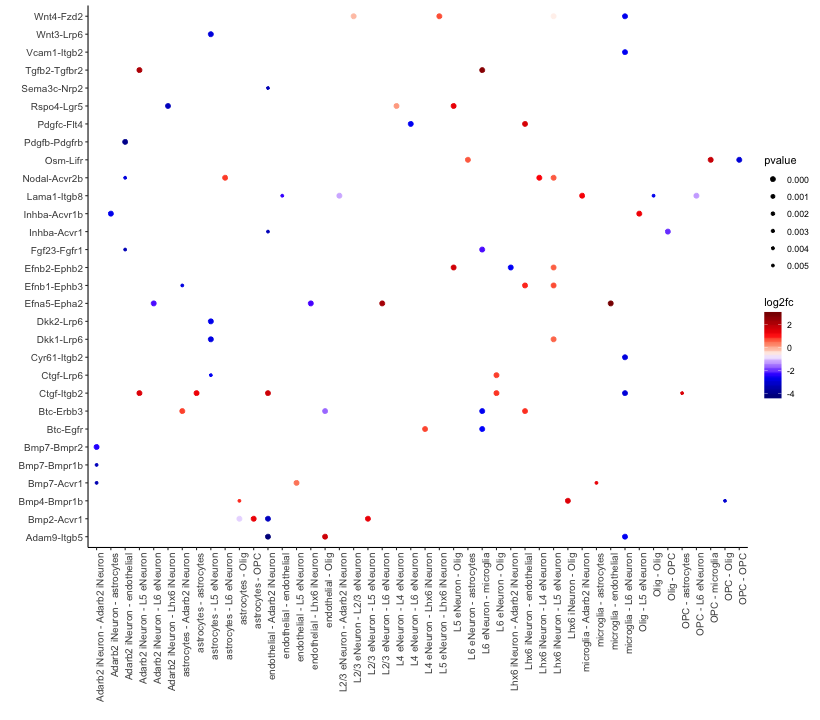 Wnt4-Fzd2
Wnt3-Lrp6
Vcam1-Itgb2
Tgfb2-Tgfbr2
Sema3c-Nrp2
Rspo4-Lgr5
Pdgfc-Flt4
Pdgfb-Pdgfrb
Osm-Lifr
Nodal-Acvr2b
Lama1-Itgb8
Inhba-Acvr1b
Inhba-Acvr1
Fgf23-Fgfr1
Efnb2-Ephb2
Efnb1-Ephb3
Efna5-Epha2
Dkk2-Lrp6
Dkk1-Lrp6
Cyr61-Itgb2
Ctgf-Lrp6
Ctgf-Itgb2
Btc-Erbb3
Btc-Egfr
Bmp7-Bmpr2
Bmp7-Bmpr1b
Bmp7-Acvr1
Bmp4-Bmpr1b
Bmp2-Acvr1
Adam9-Itgb5
Adarb2 iNeuron - Adarb2 iNeuron
Adarb2 iNeuron - astrocytes
Adarb2 iNeuron - endothelial
Adarb2 iNeuron - L5 eNeuron
Adarb2 iNeuron - L6 eNeuron
Adarb2 iNeuron - Lhx6 iNeuron
astrocytes - Adarb2 iNeuron
astrocytes - astrocytes
astrocytes - L5 eNeuron
astrocytes - L6 eNeuron
astrocytes - Olig
astrocytes - OPC
endothelial - Adarb2 iNeuron
endothelial - endothelial
endothelial - L5 eNeuron
endothelial - Lhx6 iNeuron
endothelial - Olig
L2/3 eNeuron - Adarb2 iNeuron
L2/3 eNeuron - L2/3 eNeuron
L2/3 eNeuron - L5 eNeuron
L2/3 eNeuron - L6 eNeuron
L4 eNeuron - L4 eNeuron
L4 eNeuron - L6 eNeuron
L4 eNeuron - Lhx6 iNeuron
L5 eNeuron - Lhx6 iNeuron
L5 eNeuron - Olig
L6 eNeuron - astrocytes
L6 eNeuron - microglia
L6 eNeuron - Olig
Lhx6 iNeuron - Adarb2 iNeuron
Lhx6 iNeuron - endothelial
Lhx6 iNeuron - L4 eNeuron
Lhx6 iNeuron - L5 eNeuron
Lhx6 iNeuron - Olig
microglia - Adarb2 iNeuron
microglia - astrocytes
microglia - endothelial
microglia - L6 eNeuron
Olig - L5 eNeuron
Olig - Olig
Olig - OPC
OPC - astrocytes
OPC - L6 eNeuron
OPC - microglia
OPC - Olig
OPC - OPC
pvalue
0.000
0.001
0.002
0.003
0.004
0.005
log2fc
2
0
-2
-4